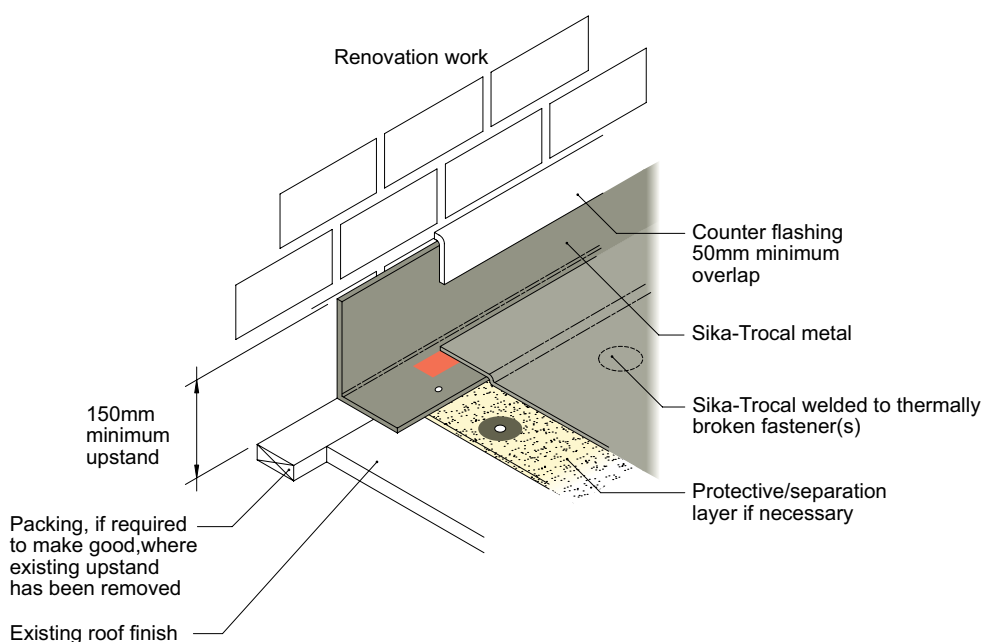 Renovation work
Counter flashing
50mm minimum
overlap
Sika-Trocal metal
150mm
minimum
upstand
Sika-Trocal welded to thermally
broken fastener(s)
Protective/separation
layer if necessary
Packing, if required
to make good,where
existing upstand
has been removed
Existing roof finish